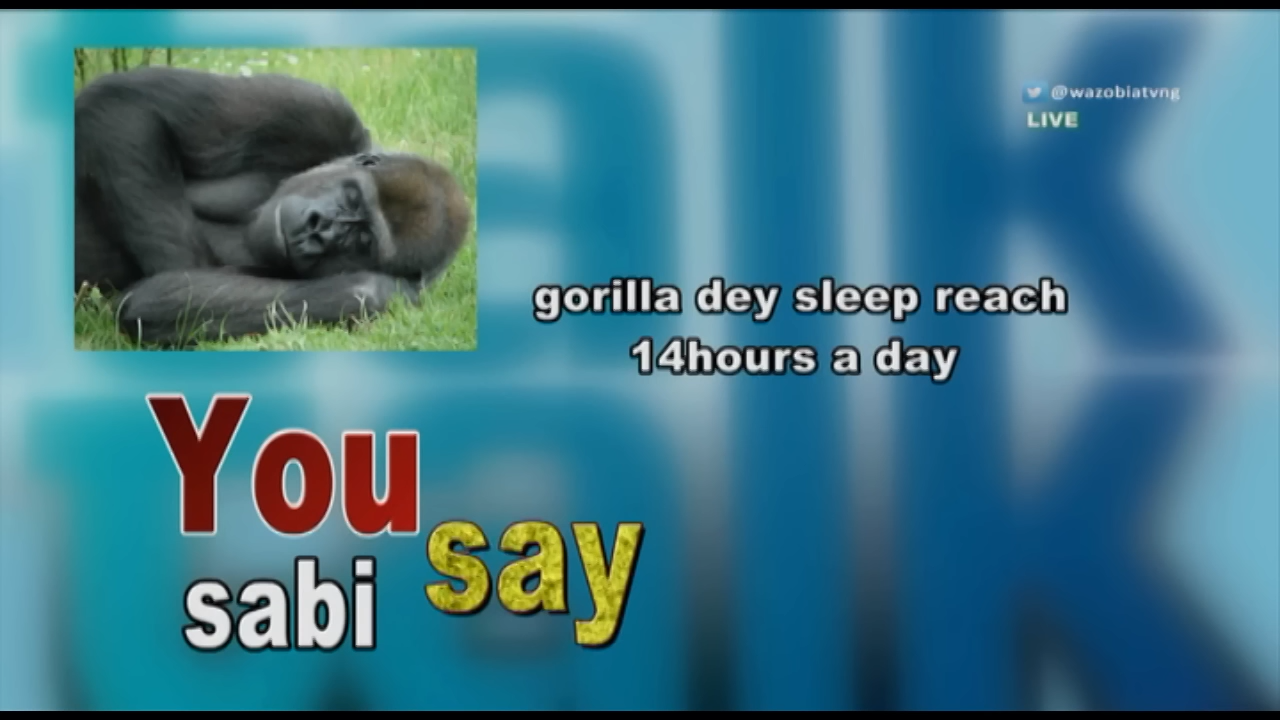 @wazobiatvng
LIVE
gorilla dey sleep reach
14hours a day
You
sabi say